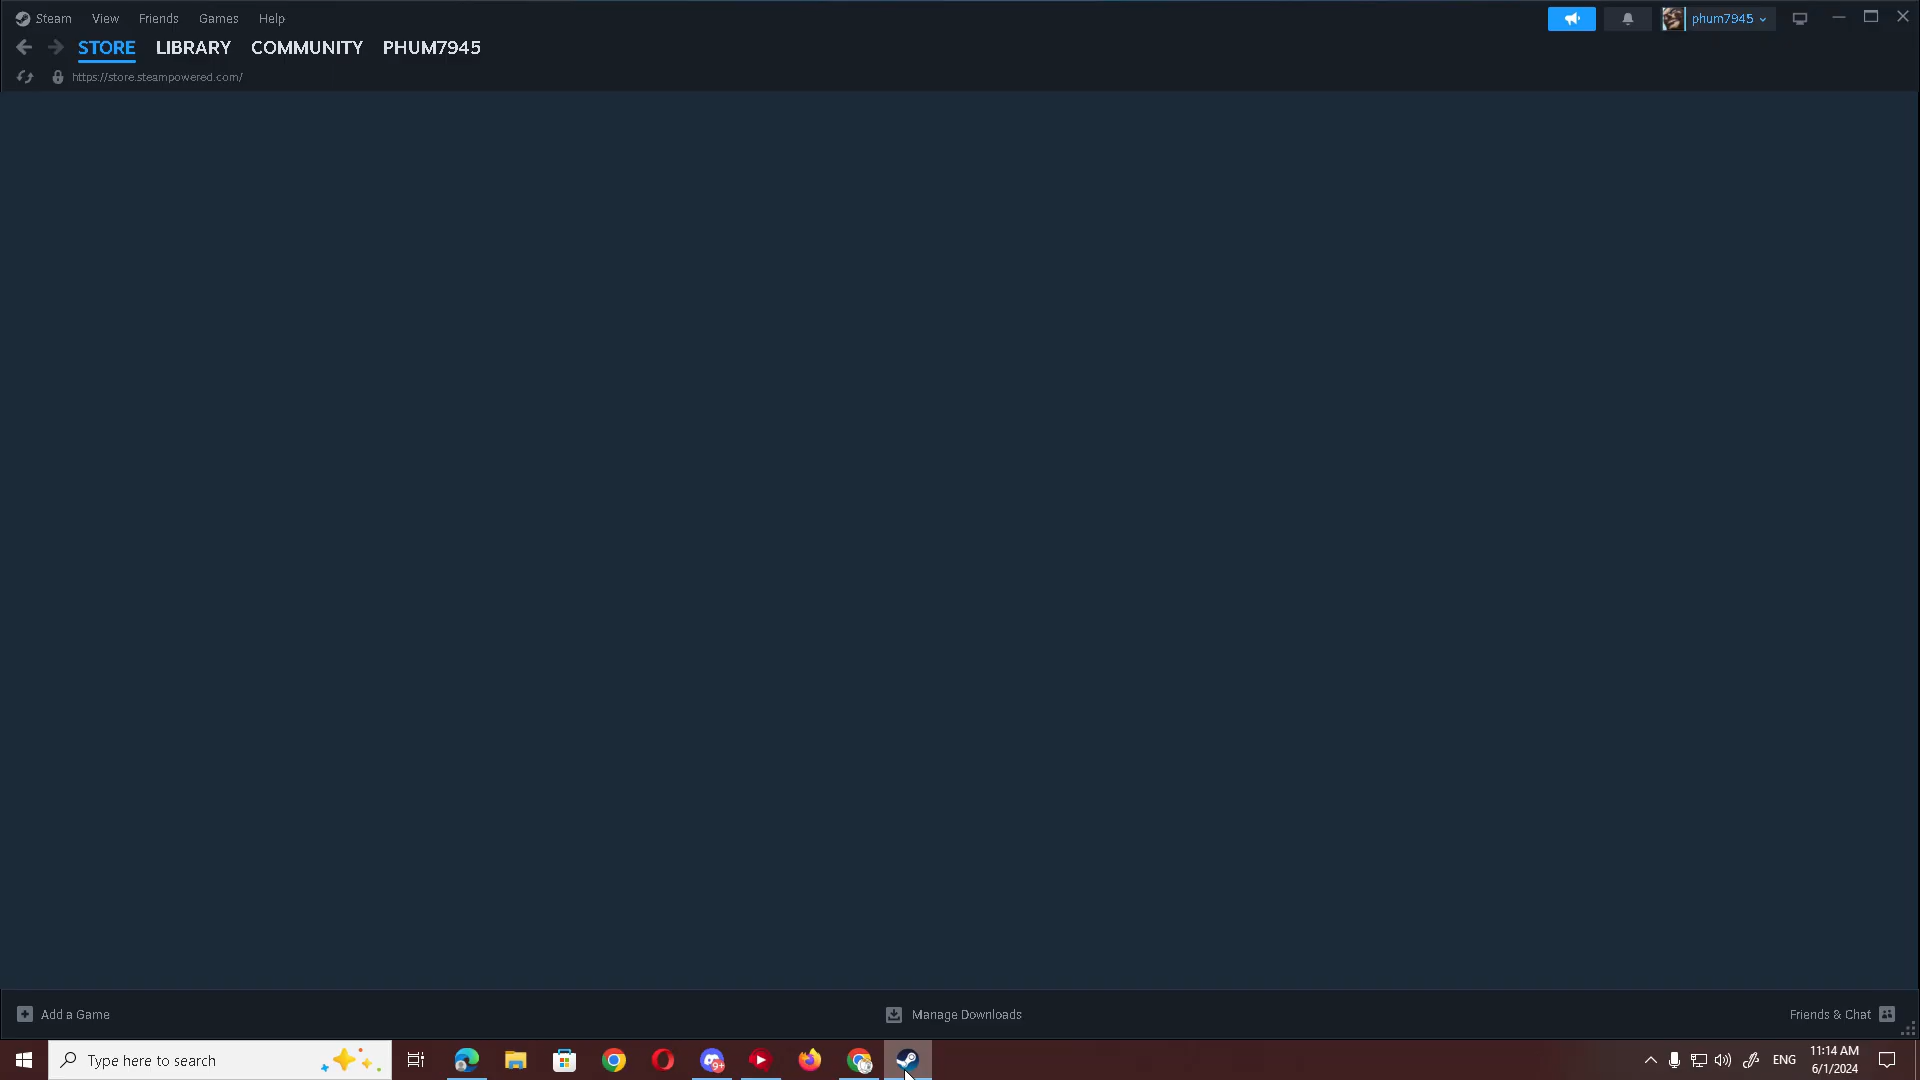 Steam View Friends Games Help phum7945
STORE LIBRARY COMMUNITY PHUM7945
https://store.steampowered.com/
Add a Game Manage Downloads Friends & Chat
Type here to search 9+ ENG 11:14 AM
6/1/2024